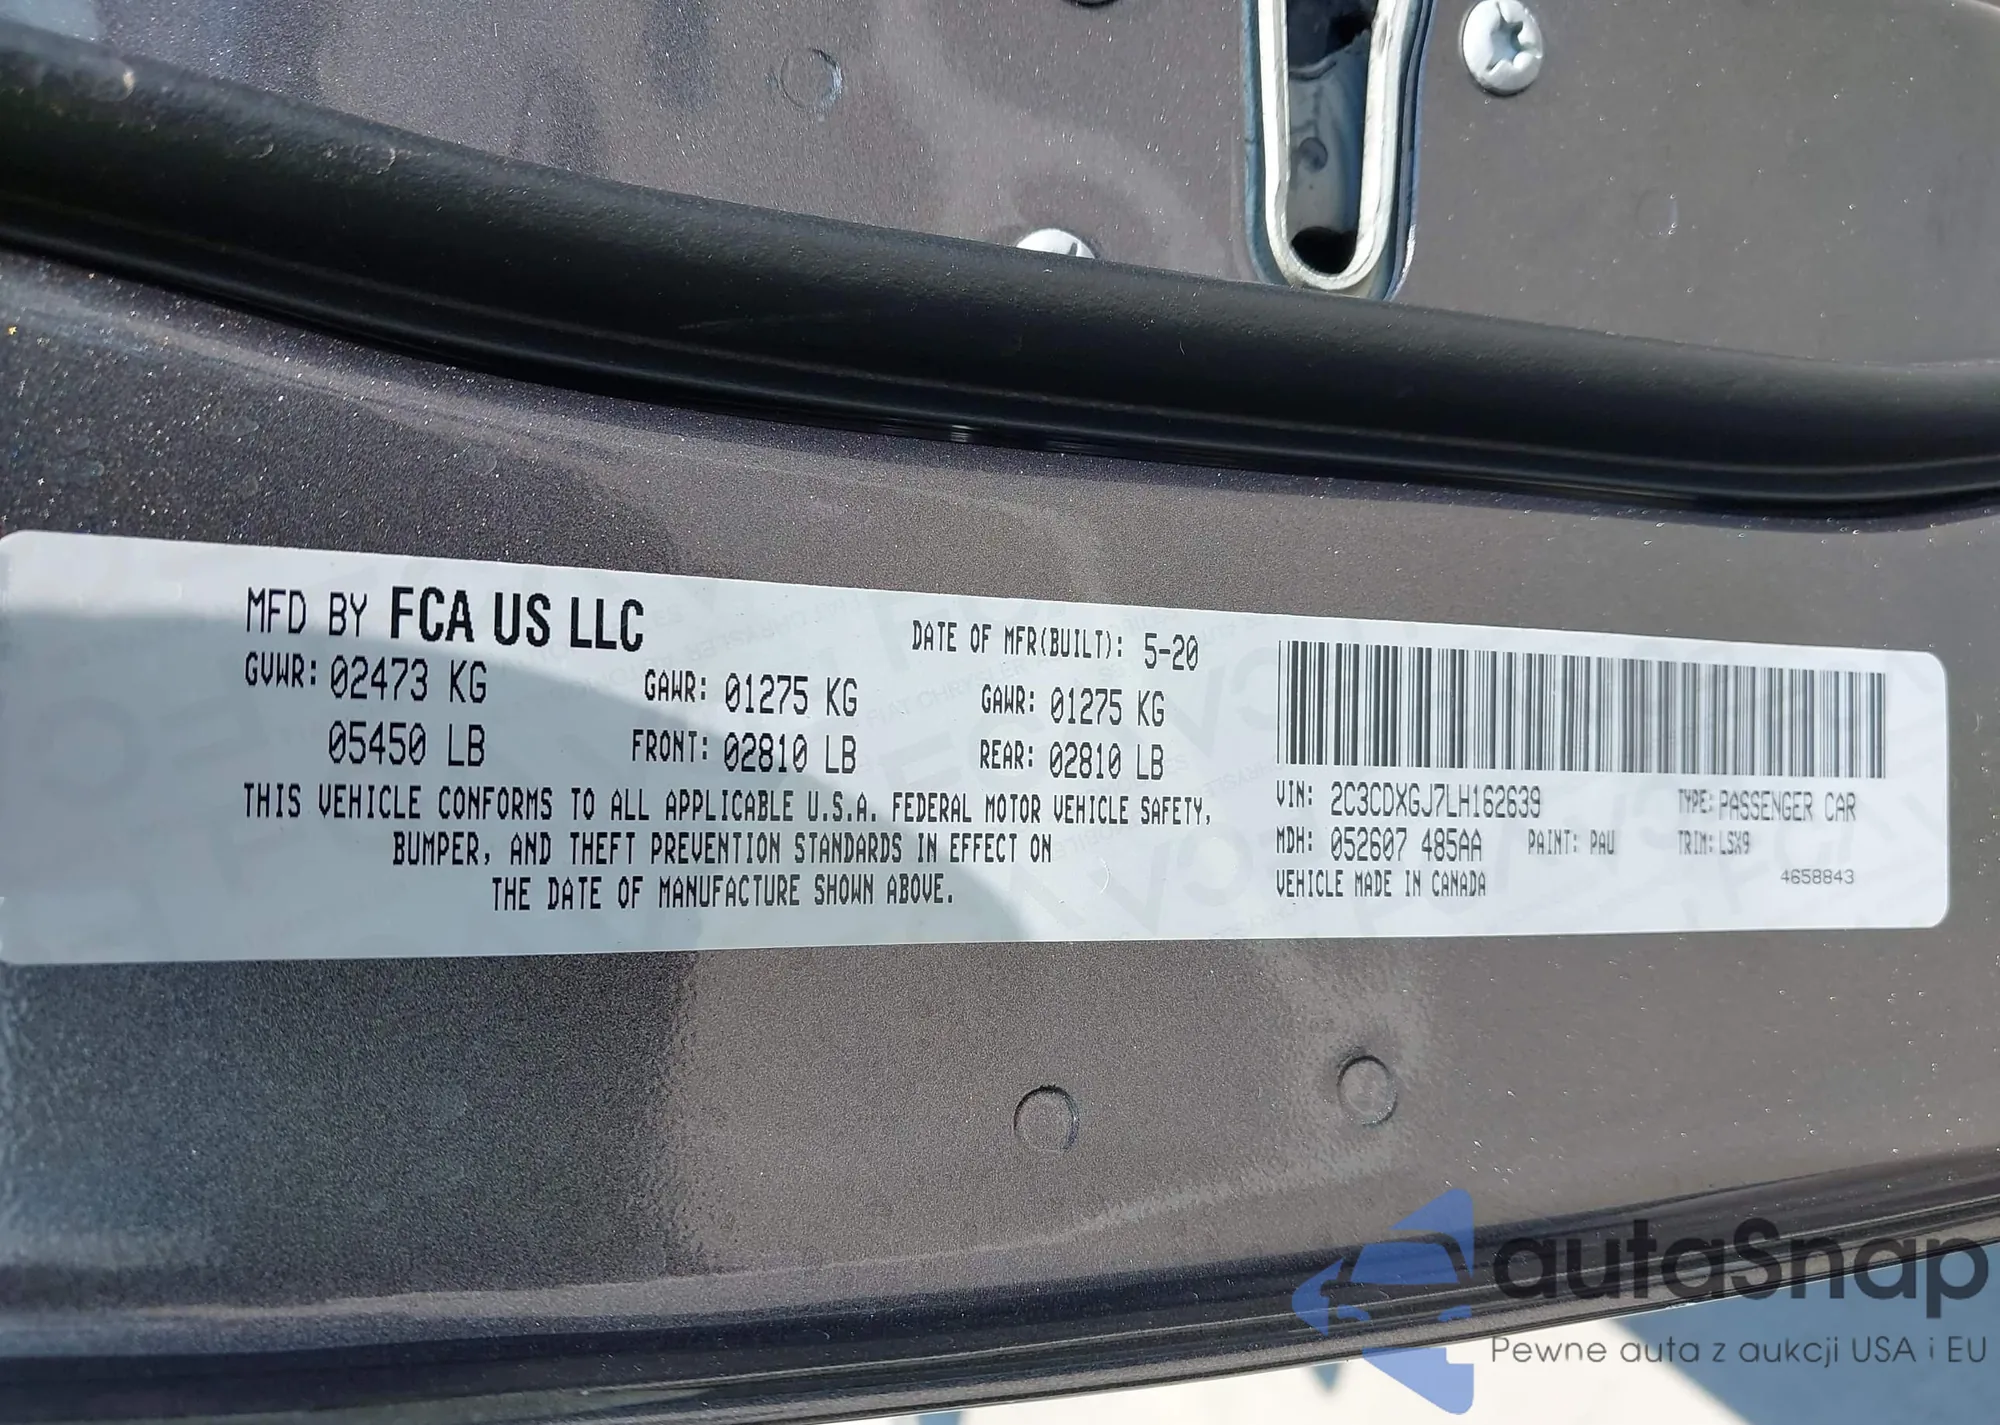 MFD BY FCA US LLC
DATE OF MFR(BUILT): 5-20
GVWR: 02473 KG GAWR: 01275 KG GAWR: 01275 KG
05450 LB FRONT: 02810 LB REAR: 02810 LB
THIS VEHICLE CONFORMS TO ALL APPLICABLE U.S.A. FEDERAL MOTOR VEHICLE SAFETY,
BUMPER, AND THEFT PREVENTION STANDARDS IN EFFECT ON
THE DATE OF MANUFACTURE SHOWN ABOVE.
VIN: 2C3CDXGJ7LH162639 TYPE: PASSENGER CAR
MDH: 052607 485AA PAINT: PAU TRIM: LSX9
VEHICLE MADE IN CANADA 4658843
autaSnap
Pewne auta z aukcji USA i EU